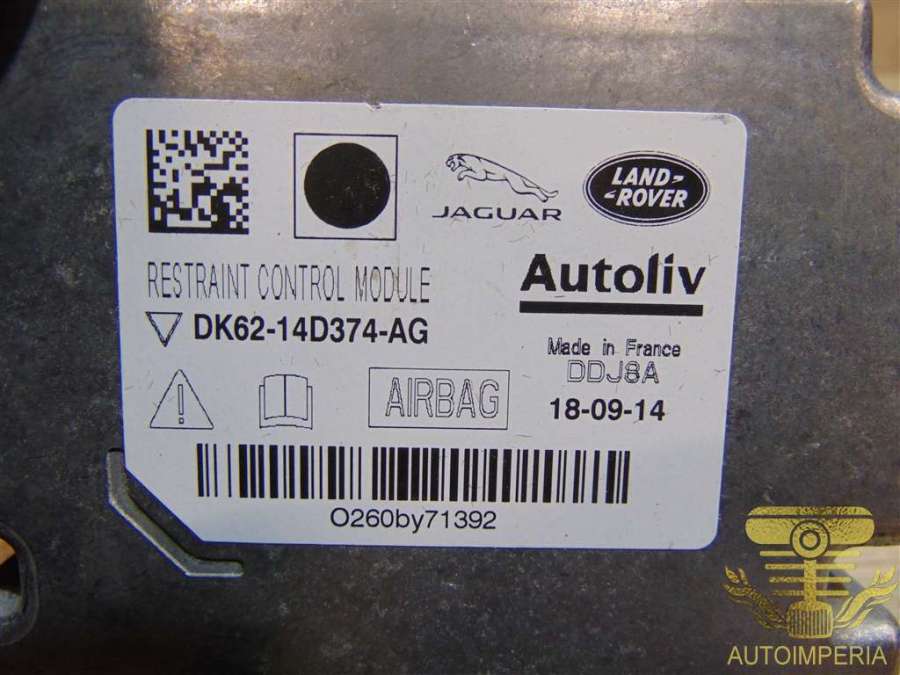 JAGUAR
LAND-
-ROVER
RESTRAINT CONTROL MODULE
Autoliv
DK62-14D374-AG
Made in France
DDJ8A
AIRBAG
18-09-14
O260by71392
AUTOIMPERIA